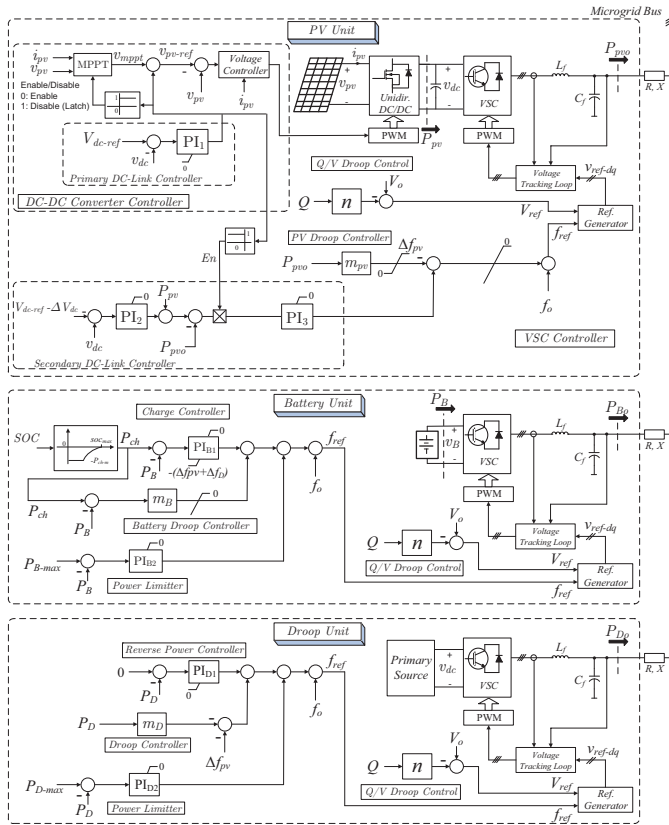 Microgrid Bus
PV Unit
i_pv
v_pv
MPPT
v_mppt
v_pv-ref
Voltage
Controller
v_pv
i_pv
Enable/Disable
0: Enable
1: Disable (Latch)
V_dc-ref
v_dc
PI_1
0
Primary DC-Link Controller
DC-DC Converter Controller
i_pv
+
v_pv
-
Unidir.
DC/DC
PWM
P_pv
+
v_dc
-
VSC
PWM
L_f
C_f
P_pvo
R, X
Voltage
Tracking Loop
v_ref-dq
Ref.
Generator
V_ref
f_ref
Q/V Droop Control
Q
n
V_o
PV Droop Controller
P_pvo
m_pv
Δf_pv
0
0
f_o
En
1
0
V_dc-ref - ΔV_dc
v_dc
PI_2
0
P_pv
P_pvo
PI_3
0
Secondary DC-Link Controller
VSC Controller
Battery Unit
Charge Controller
SOC
0
soc_max
-P_ch-m
P_ch
P_B
PI_B1
0
-(Δfpv+Δf_D)
f_ref
f_o
P_ch
P_B
m_B
0
Battery Droop Controller
P_B-max
P_B
PI_B2
0
Power Limitter
P_B
+
v_B
-
VSC
PWM
L_f
C_f
P_Bo
R, X
Voltage
Tracking Loop
v_ref-dq
Q
n
V_o
Q/V Droop Control
V_ref
f_ref
Ref.
Generator
Droop Unit
Reverse Power Controller
0
P_D
PI_D1
0
f_ref
f_o
P_D
m_D
Droop Controller
Δf_pv
P_D-max
P_D
PI_D2
0
Power Limitter
Primary
Source
+
v_dc
-
VSC
PWM
L_f
C_f
P_Do
R, X
Voltage
Tracking Loop
v_ref-dq
Q
n
V_o
Q/V Droop Control
V_ref
f_ref
Ref.
Generator